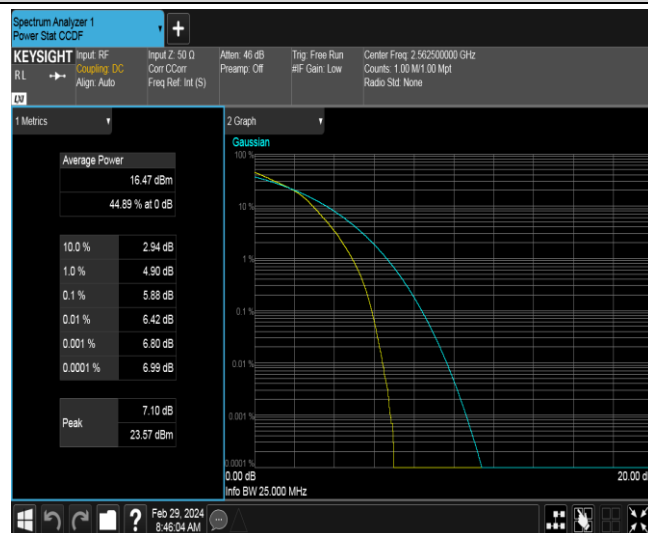 Spectrum Analyzer 1
Power Stat CCDF
+
KEYSIGHT
Input: RF
Input Z: 50 Ω
Atten: 46 dB
Trig: Free Run
Center Freq: 2.562500000 GHz
RL
Coupling: DC
Corr CCorr
Preamp: Off
#IF Gain: Low
Counts: 1.00 M/1.00 Mpt
Align: Auto
Freq Ref: Int (S)
Radio Std: None
LXI
1 Metrics
2 Graph
Average Power
16.47 dBm
44.89 % at 0 dB
10.0 % 2.94 dB
1.0 % 4.90 dB
0.1 % 5.88 dB
0.01 % 6.42 dB
0.001 % 6.80 dB
0.0001 % 6.99 dB
Peak
7.10 dB
23.57 dBm
Gaussian
100 %
10 %
1 %
0.1 %
0.01 %
0.001 %
0.0001 %
0.00 dB
20.00 d
Info BW 25.000 MHz
?
Feb 29, 2024
8:46:04 AM